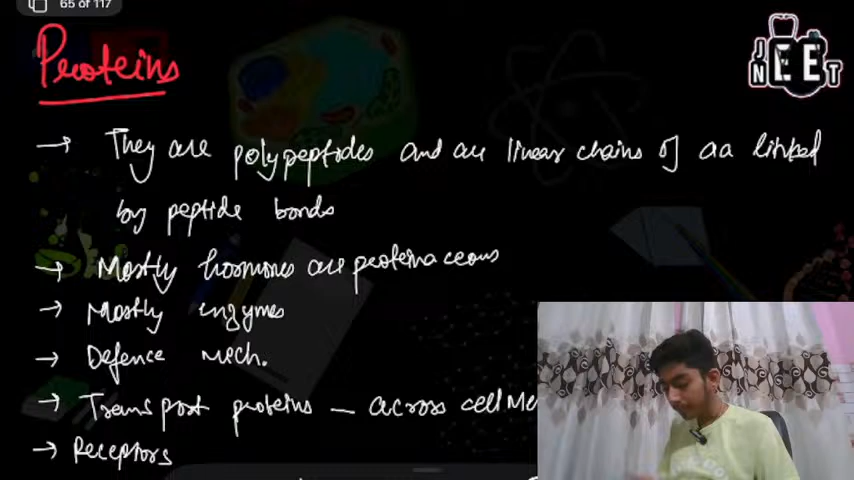 65 of 117
Proteins
JNEET
→ They are polypeptides and are linear chains of aa linked
by peptide bonds
→ Mostly hormones are proteinaceous
→ Mostly enzymes
→ Defence Mech.
→ Transport proteins — across cell Me
→ Receptors